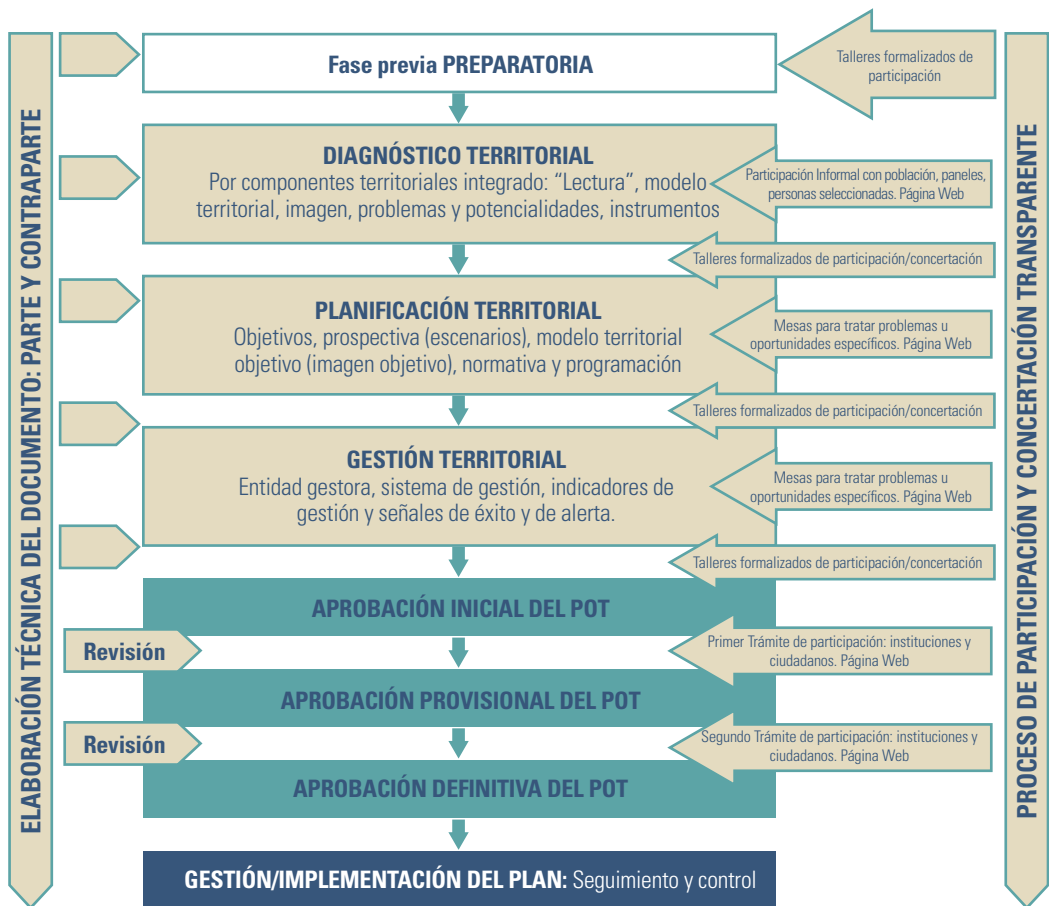 ELABORACIÓN TÉCNICA DEL DOCUMENTO: PARTE Y CONTRAPARTE
PROCESO DE PARTICIPACIÓN Y CONCERTACIÓN TRANSPARENTE
Fase previa PREPARATORIA
Talleres formalizados de
participación
DIAGNÓSTICO TERRITORIAL
Por componentes territoriales integrado: “Lectura”, modelo
territorial, imagen, problemas y potencialidades, instrumentos
Participación Informal con población, paneles,
personas seleccionadas. Página Web
Talleres formalizados de participación/concertación
PLANIFICACIÓN TERRITORIAL
Objetivos, prospectiva (escenarios), modelo territorial
objetivo (imagen objetivo), normativa y programación
Mesas para tratar problemas u
oportunidades específicos. Página Web
Talleres formalizados de participación/concertación
GESTIÓN TERRITORIAL
Entidad gestora, sistema de gestión, indicadores de
gestión y señales de éxito y de alerta.
Mesas para tratar problemas u
oportunidades específicos. Página Web
Talleres formalizados de participación/concertación
APROBACIÓN INICIAL DEL POT
Revisión
Primer Trámite de participación: instituciones y
ciudadanos. Página Web
APROBACIÓN PROVISIONAL DEL POT
Revisión
Segundo Trámite de participación: instituciones y
ciudadanos. Página Web
APROBACIÓN DEFINITIVA DEL POT
GESTIÓN/IMPLEMENTACIÓN DEL PLAN: Seguimiento y control